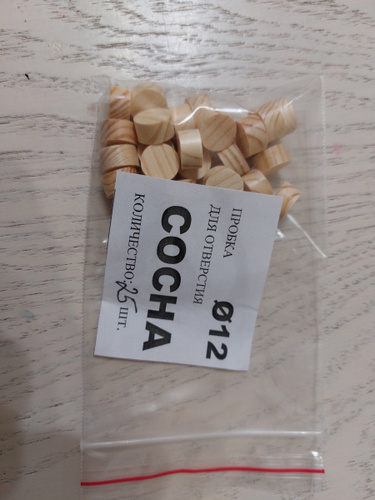 ПРОБКА
ДЛЯ ОТВЕРСТИЯ
Ø12
СОСНА
КОЛИЧЕСТВО: 25 ШТ.